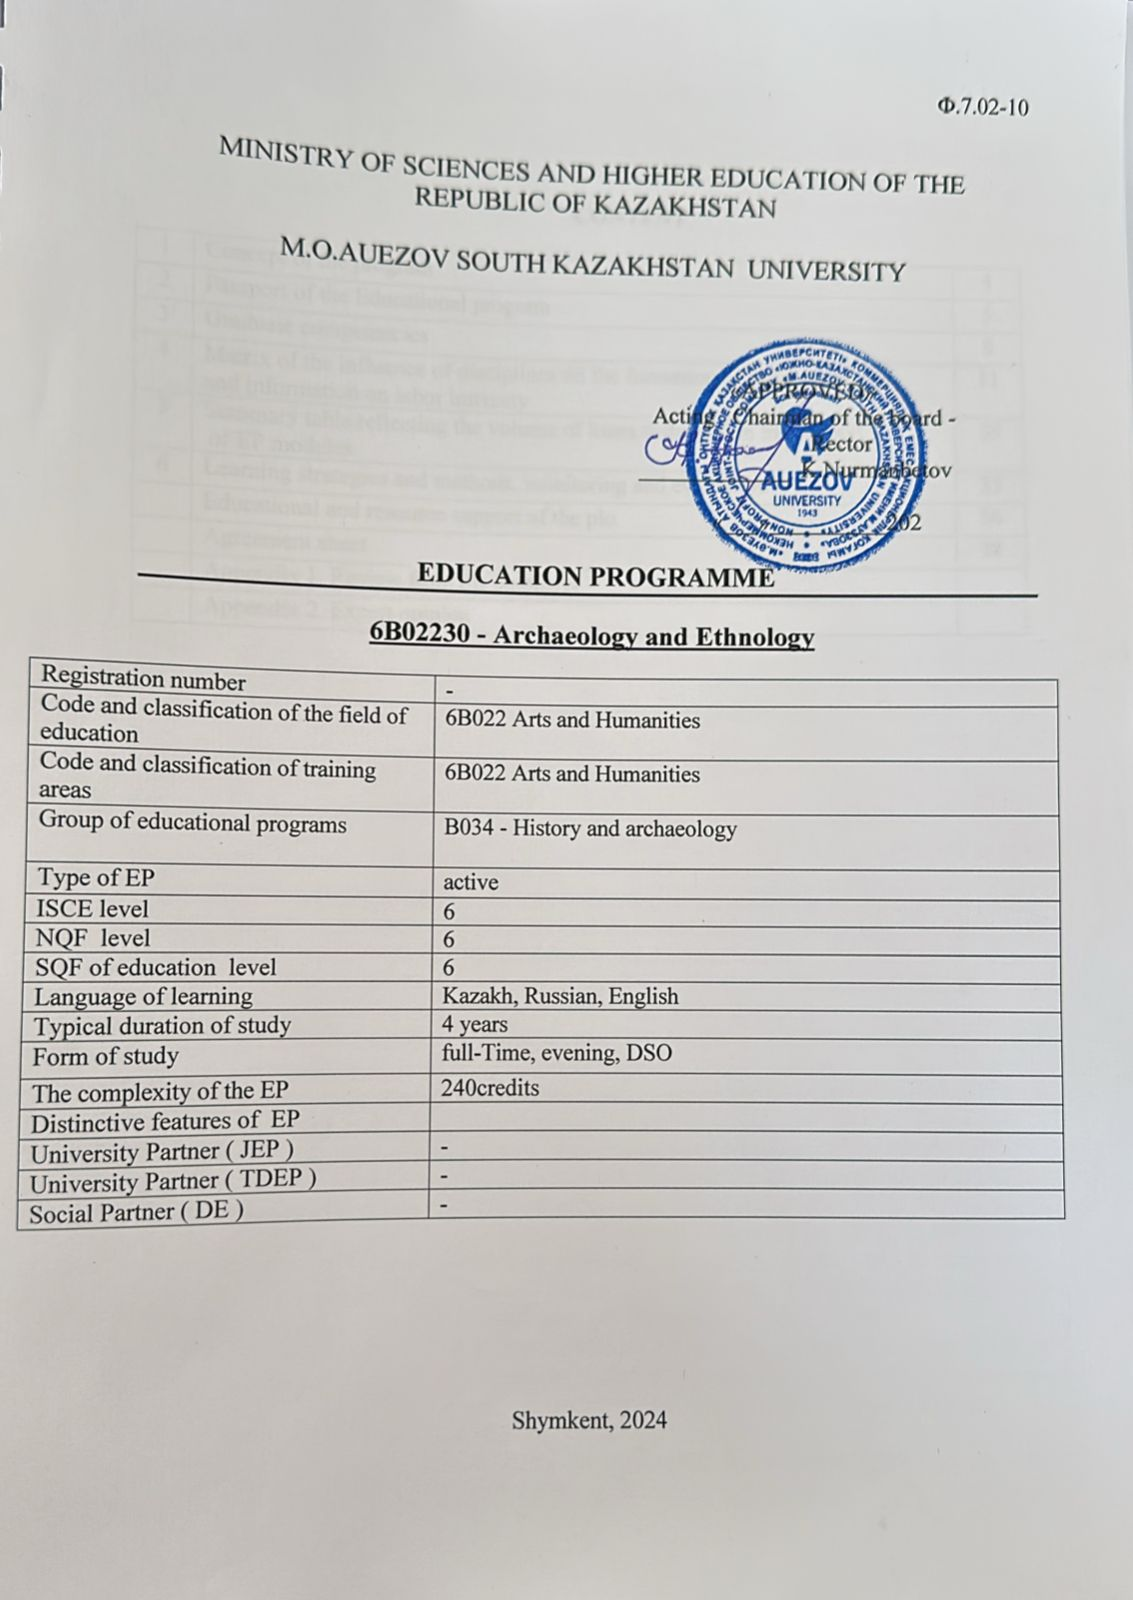 Ф.7.02-10
MINISTRY OF SCIENCES AND HIGHER EDUCATION OF THE
REPUBLIC OF KAZAKHSTAN
M.O.AUEZOV SOUTH KAZAKHSTAN UNIVERSITY
"APPROVED"
Acting Chairman of the board -
Rector
K.Nurmanbetov
AUEZOV
UNIVERSITY
1943
202
EDUCATION PROGRAMME
6B02230 - Archaeology and Ethnology
Registration number -
Code and classification of the field of
education 6B022 Arts and Humanities
Code and classification of training
areas 6B022 Arts and Humanities
Group of educational programs B034 - History and archaeology
Type of EP active
ISCE level 6
NQF level 6
SQF of education level 6
Language of learning Kazakh, Russian, English
Typical duration of study 4 years
Form of study full-Time, evening, DSO
The complexity of the EP 240credits
Distinctive features of EP
University Partner ( JEP ) -
University Partner ( TDEP ) -
Social Partner ( DE ) -
Shymkent, 2024